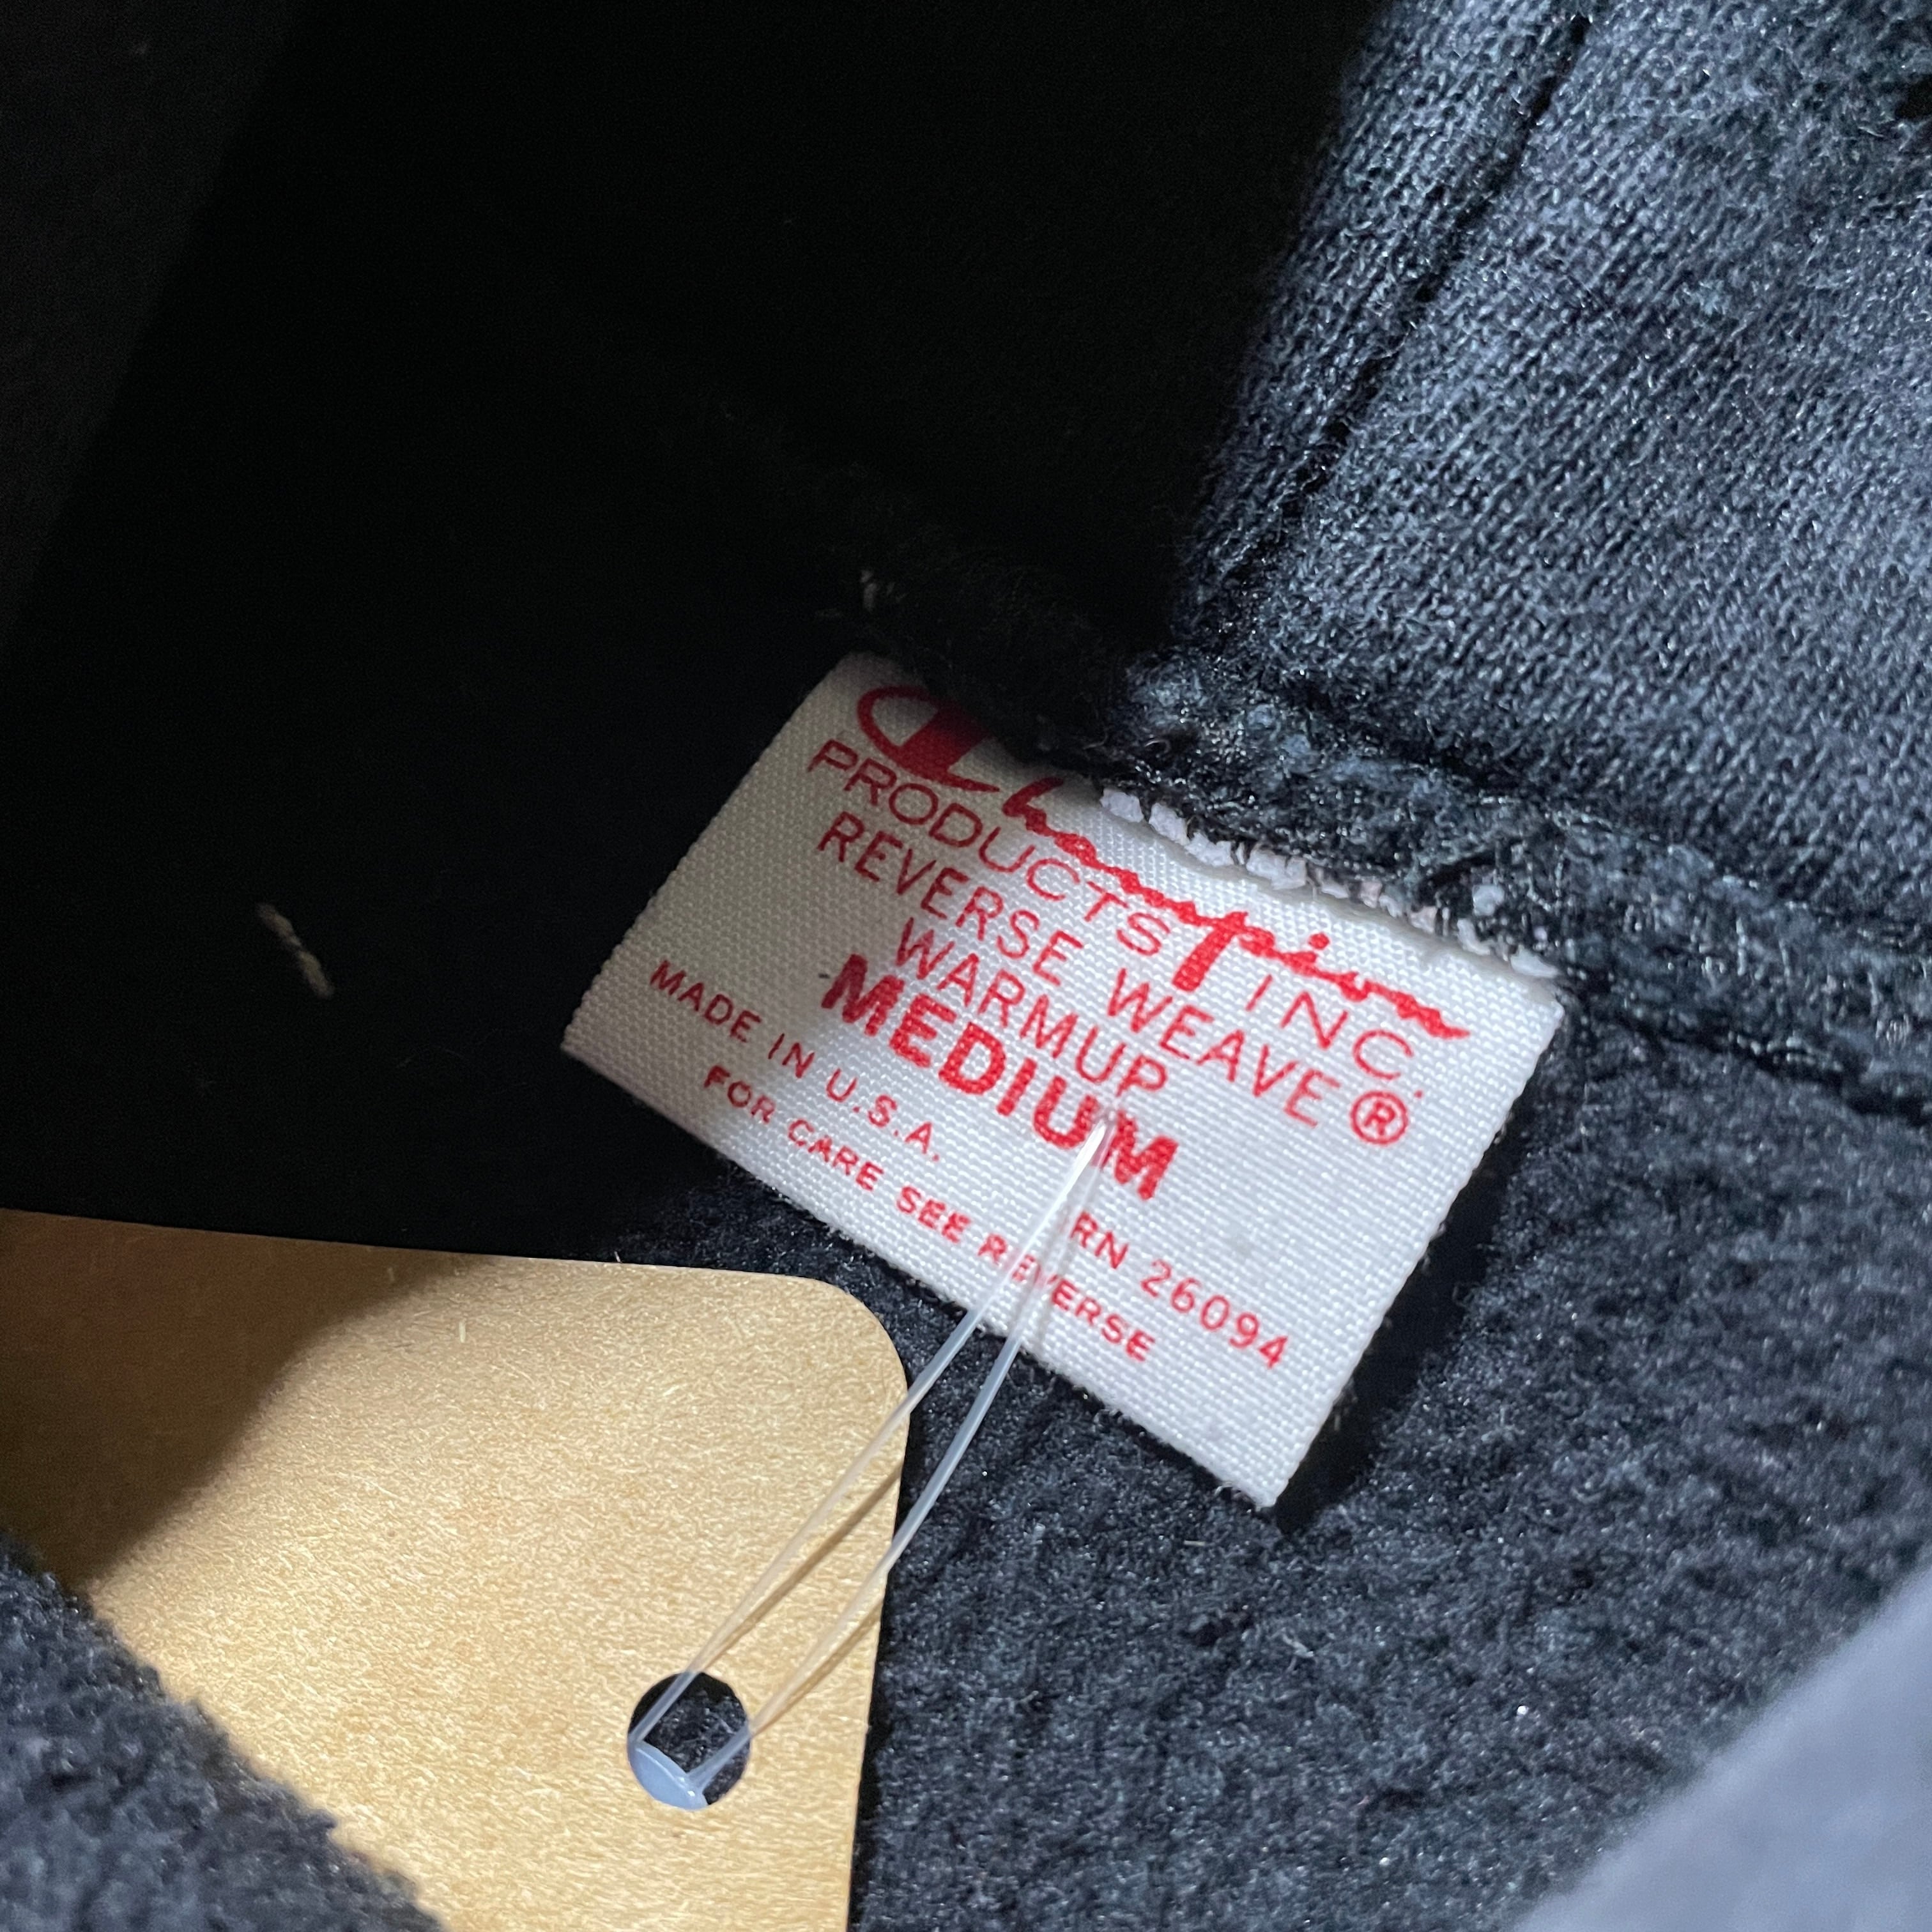 Champion
PRODUCTS INC.
REVERSE WEAVE ®
WARMUP
MEDIUM
MADE IN U.S.A. RN 26094
FOR CARE SEE REVERSE